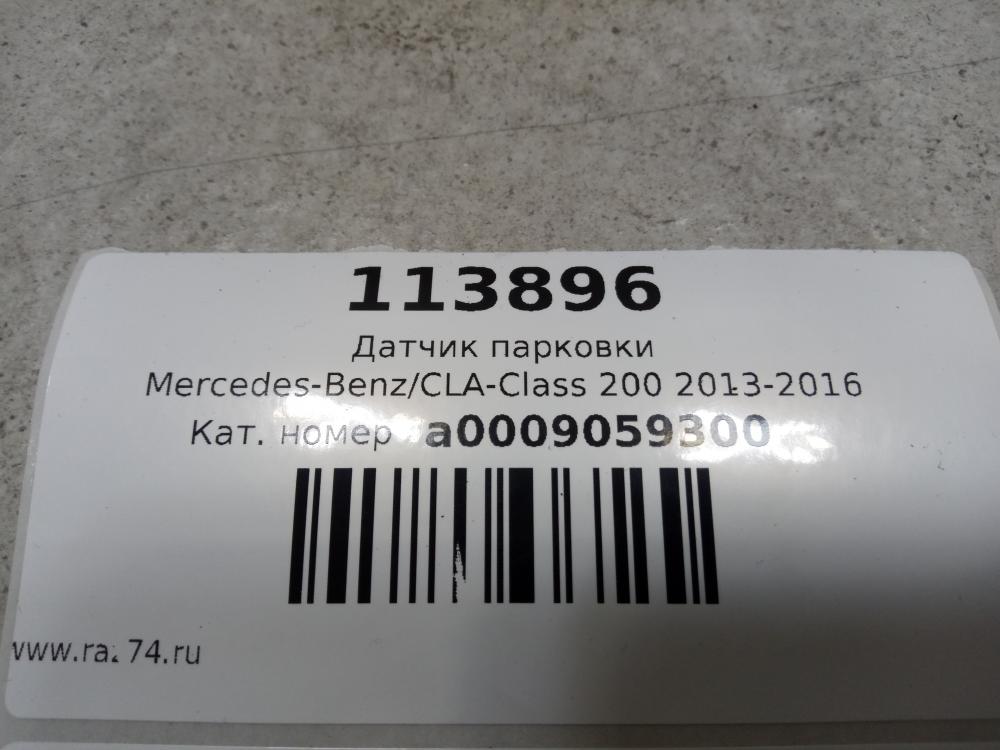 113896
Датчик парковки
Mercedes-Benz/CLA-Class 200 2013-2016
Кат. номер a0009059300